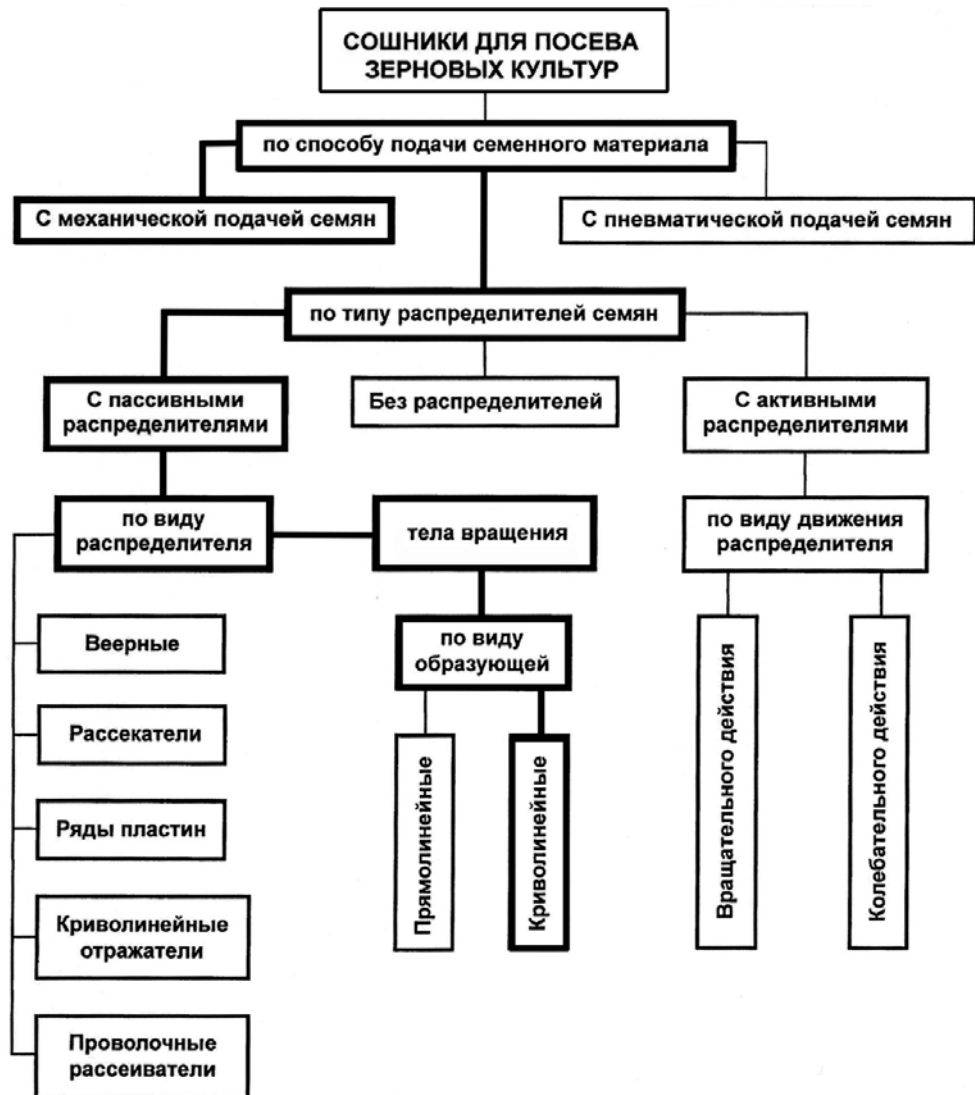 СОШНИКИ ДЛЯ ПОСЕВА
ЗЕРНОВЫХ КУЛЬТУР
по способу подачи семенного материала
С механической подачей семян
С пневматической подачей семян
по типу распределителей семян
С пассивными
распределителями
Без распределителей
С активными
распределителями
по виду
распределителя
тела вращения
по виду движения
распределителя
Веерные
Рассекатели
Ряды пластин
Криволинейные
отражатели
Проволочные
рассеиватели
по виду
образующей
Прямолинейные
Криволинейные
Вращательного действия
Колебательного действия